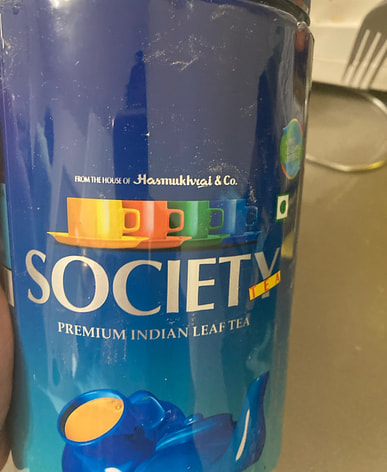 FROM THE HOUSE OF Hasmukhrai & Co.
SOCIETY
TEA
PREMIUM INDIAN LEAF TEA